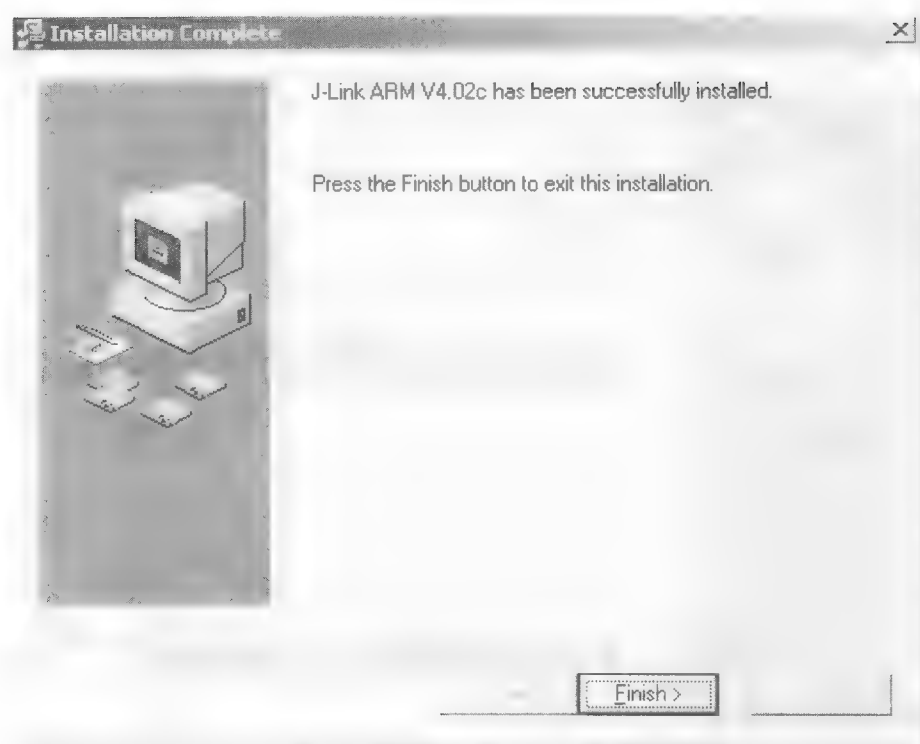 Installation Complete
J-Link ARM V4.02c has been successfully installed.
Press the Finish button to exit this installation.
Finish >